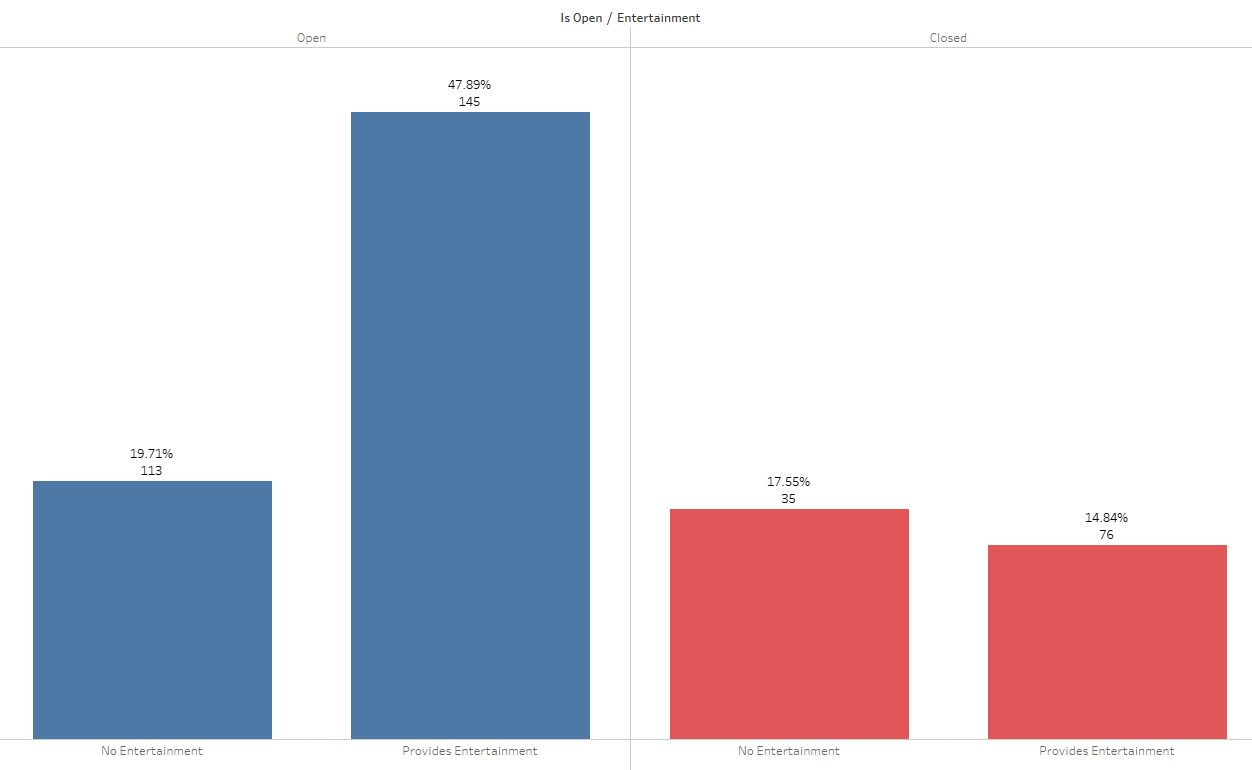 Is Open / Entertainment
Open
Closed
47.89%
145
19.71%
113
17.55%
35
14.84%
76
No Entertainment
Provides Entertainment
No Entertainment
Provides Entertainment